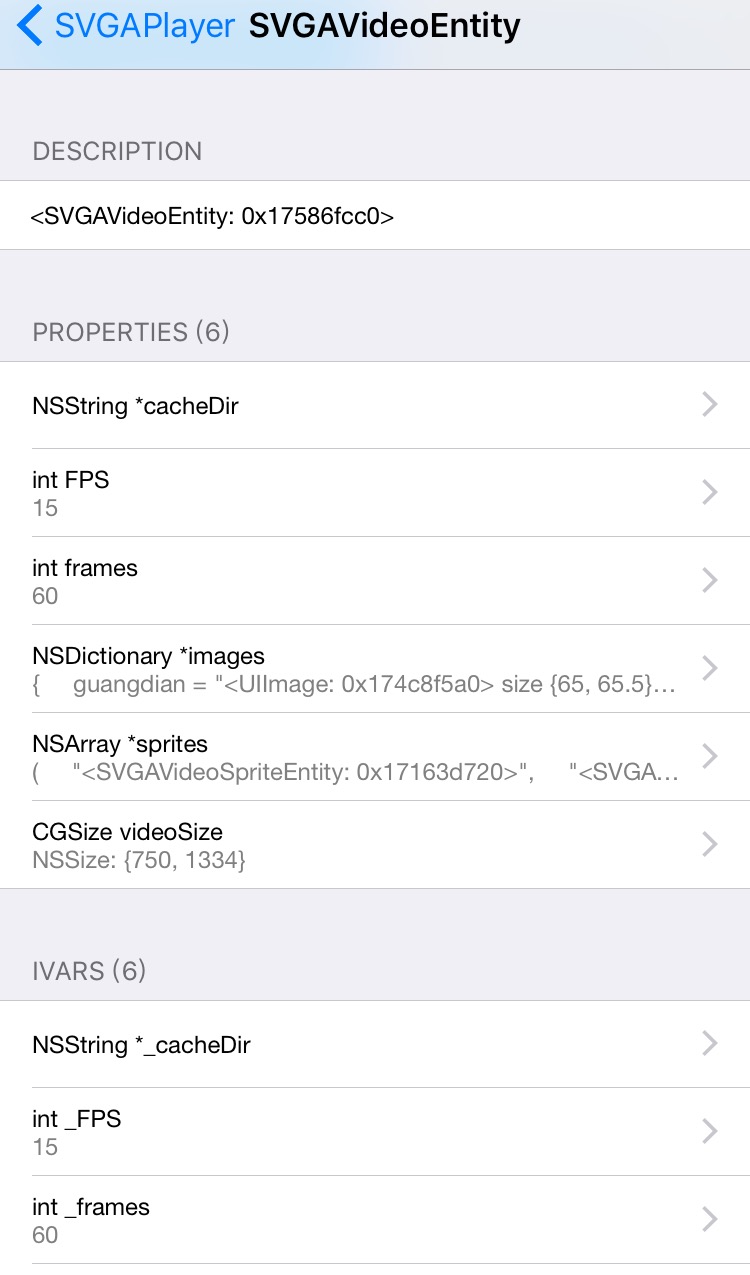 SVGAPlayer SVGAVideoEntity
DESCRIPTION
<SVGAVideoEntity: 0x17586fcc0>
PROPERTIES (6)
NSString *cacheDir
int FPS
15
int frames
60
NSDictionary *images
{ guangdian = "<UIImage: 0x174c8f5a0> size {65, 65.5}...
NSArray *sprites
( "<SVGAVideoSpriteEntity: 0x17163d720>", "<SVGA...
CGSize videoSize
NSSize: {750, 1334}
IVARS (6)
NSString *_cacheDir
int _FPS
15
int _frames
60